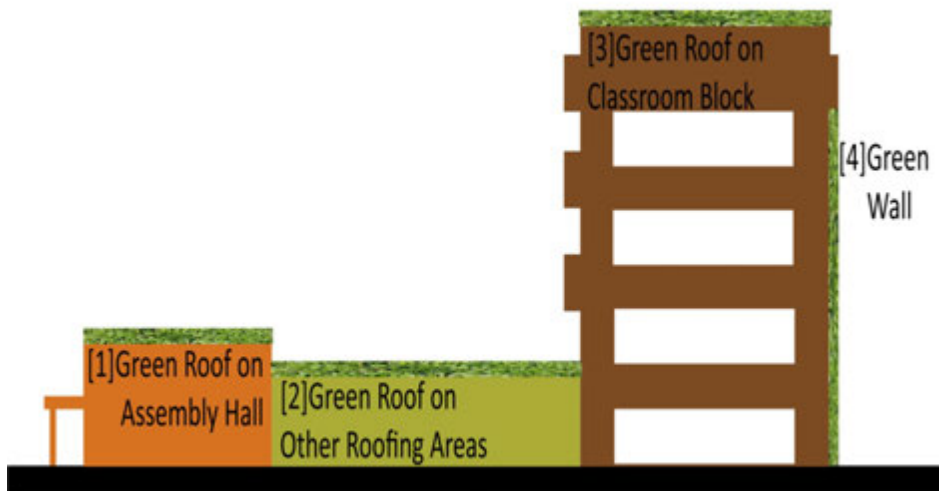 [3]Green Roof on
Classroom Block
[4]Green
Wall
[1]Green Roof on
Assembly Hall
[2]Green Roof on
Other Roofing Areas